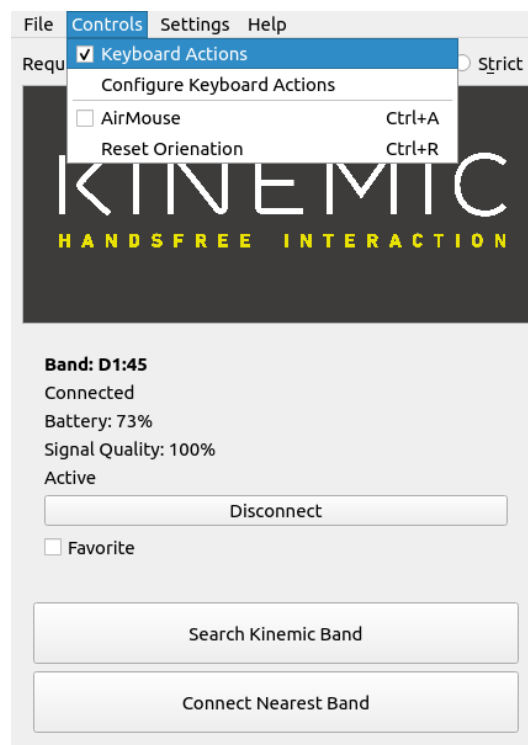 File Controls Settings Help
Requ Strict
Keyboard Actions
Configure Keyboard Actions
AirMouse Ctrl+A
Reset Orienation Ctrl+R
KINEMIC
HANDSFREE INTERACTION
Band: D1:45
Connected
Battery: 73%
Signal Quality: 100%
Active
Disconnect
Favorite
Search Kinemic Band
Connect Nearest Band